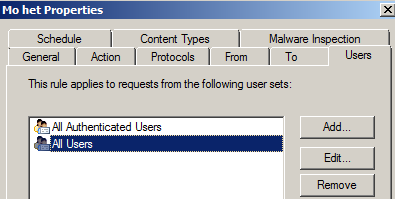 Mo het Properties
Schedule Content Types Malware Inspection
General Action Protocols From To Users
This rule applies to requests from the following user sets:
All Authenticated Users
All Users
Add...
Edit...
Remove